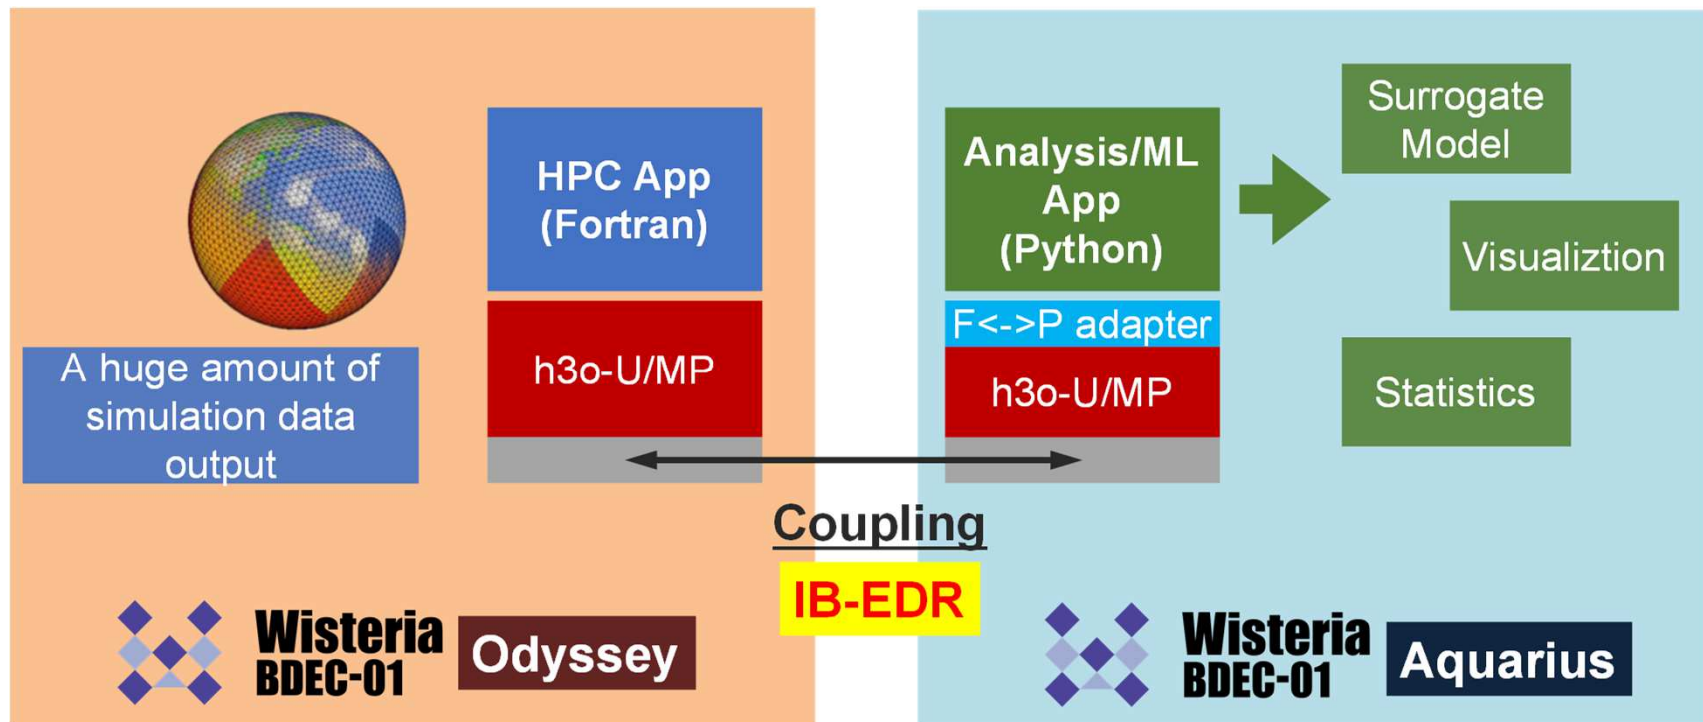 A huge amount of
simulation data
output
HPC App
(Fortran)
h3o-U/MP
Wisteria
BDEC-01
Odyssey
Coupling
IB-EDR
Analysis/ML
App
(Python)
F<->P adapter
h3o-U/MP
Surrogate
Model
Visualiztion
Statistics
Wisteria
BDEC-01
Aquarius